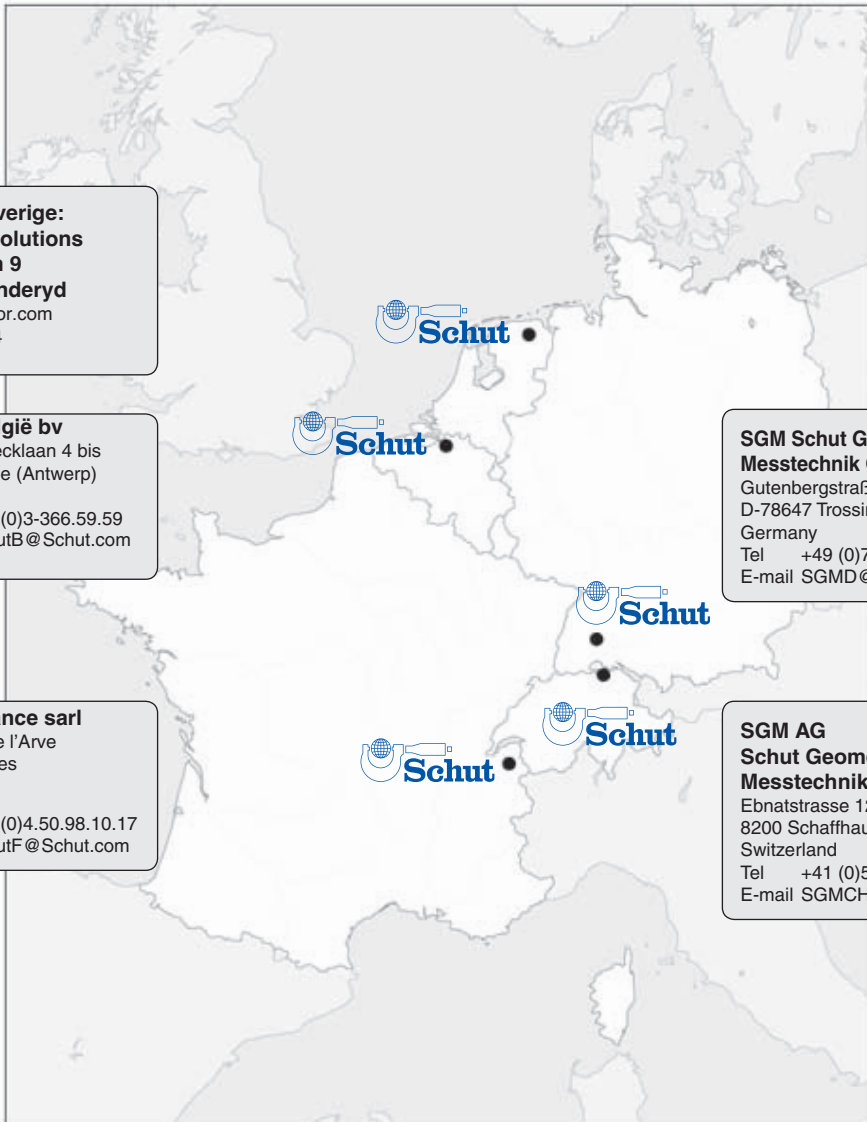 verige:
olutions
9
nderyd
or.com
Schut
Schut
gië bv
ecklaan 4 bis
e (Antwerp)
(0)3-366.59.59
utB@Schut.com
SGM Schut G
Messtechnik
Gutenbergstraß
D-78647 Trossin
Germany
Tel +49 (0)7
E-mail SGMD@
Schut
Schut
Schut
ance sarl
e l'Arve
es
(0)4.50.98.10.17
utF@Schut.com
SGM AG
Schut Geome
Messtechnik
Ebnatstrasse 12
8200 Schaffhau
Switzerland
Tel +41 (0)5
E-mail SGMCH